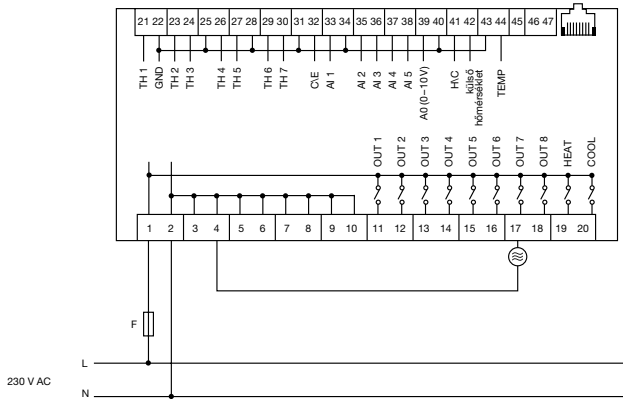 21 22 23 24 25 26 27 28 29 30 31 32 33 34 35 36 37 38 39 40 41 42 43 44 45 46 47
TH 1
GND
TH 2
TH 3
TH 4
TH 5
TH 6
TH 7
C\E
AI 1
AI 2
AI 3
AI 4
AI 5
A0 (0–10V)
H\C
külső
hőmérséklet
TEMP
OUT 1
OUT 2
OUT 3
OUT 4
OUT 5
OUT 6
OUT 7
OUT 8
HEAT
COOL
1 2 3 4 5 6 7 8 9 10 11 12 13 14 15 16 17 18 19 20
F
L
230 V AC
N